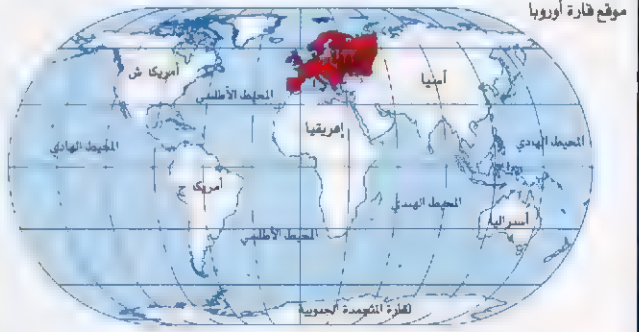 موقع قارة أوروبا
أمريكا ش
آسيا
المحيط الأطلسي
إفريقيا
المحيط الهادي
المحيط الهادي
أمريكا ج
المحيط الهندي
أسراليا
المحيط الأطلسي
القارة المتجمدة الجنوبية